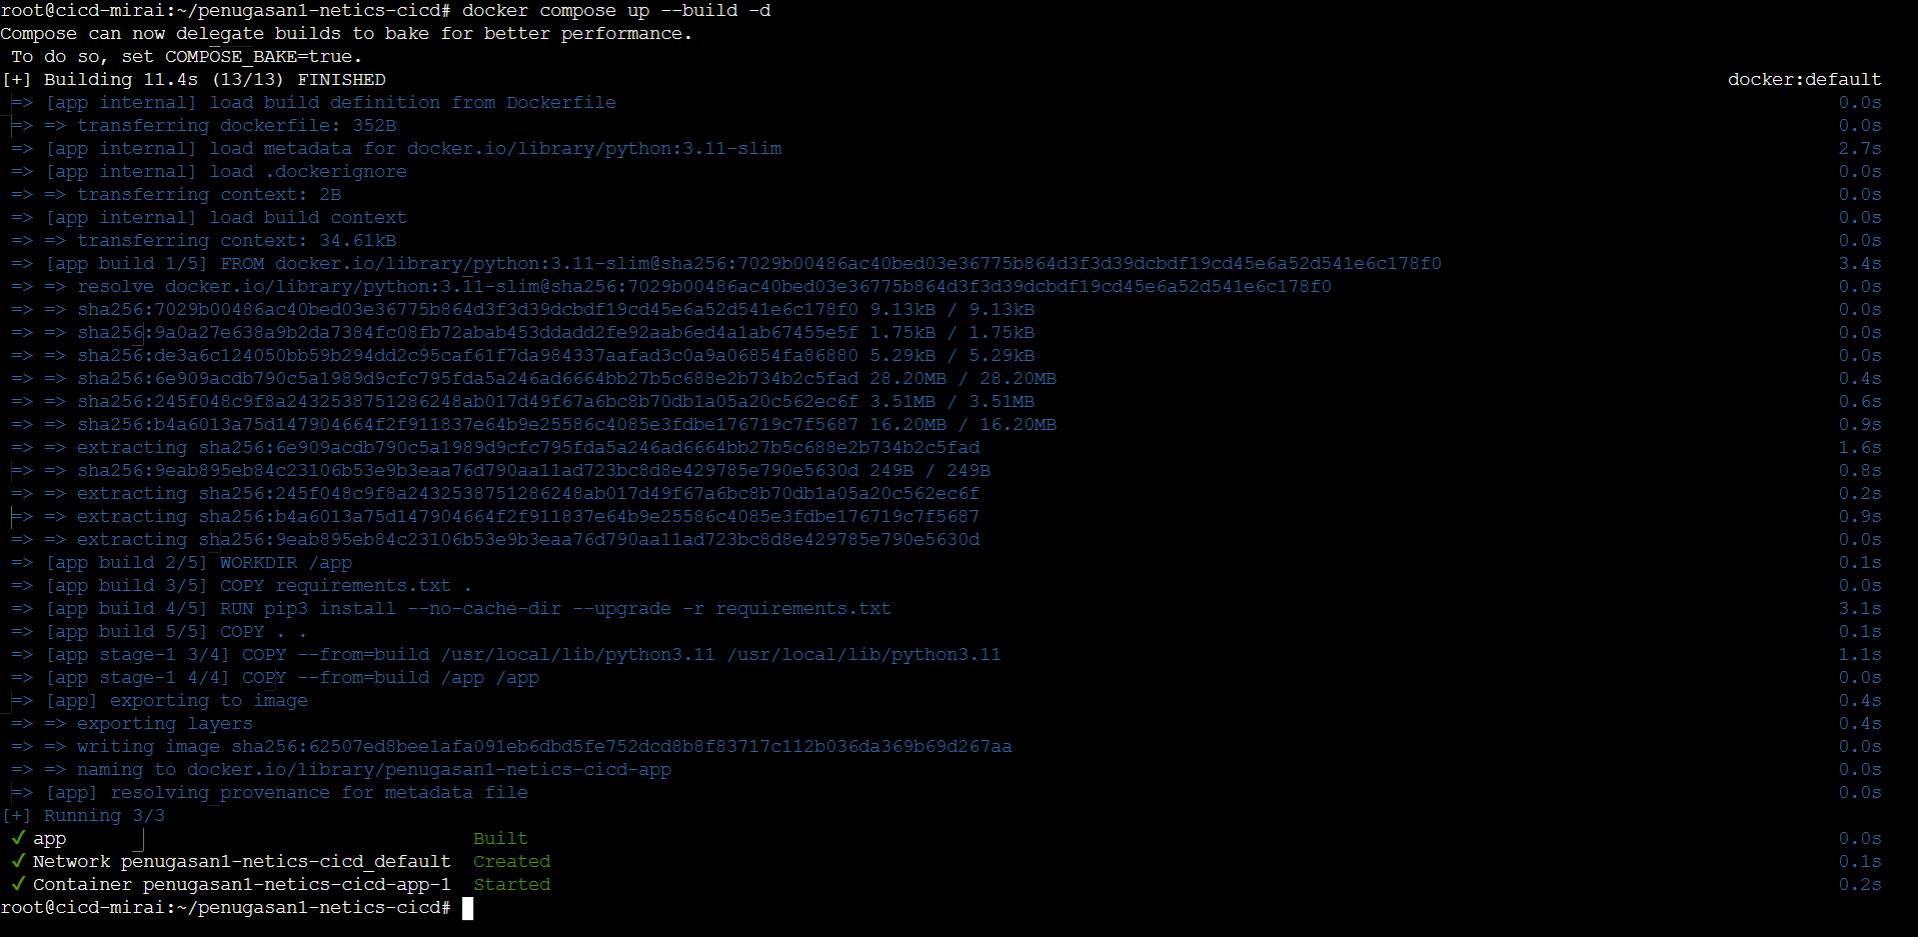 root@cicd-mirai:~/penugasan1-netics-cicd# docker compose up --build -d
Compose can now delegate builds to bake for better performance.
 To do so, set COMPOSE_BAKE=true.
[+] Building 11.4s (13/13) FINISHED docker:default
 => [app internal] load build definition from Dockerfile 0.0s
 => => transferring dockerfile: 352B 0.0s
 => [app internal] load metadata for docker.io/library/python:3.11-slim 2.7s
 => [app internal] load .dockerignore 0.0s
 => => transferring context: 2B 0.0s
 => [app internal] load build context 0.0s
 => => transferring context: 34.61kB 0.0s
 => [app build 1/5] FROM docker.io/library/python:3.11-slim@sha256:7029b00486ac40bed03e36775b864d3f3d39dcbdf19cd45e6a52d541e6c178f0 3.4s
 => => resolve docker.io/library/python:3.11-slim@sha256:7029b00486ac40bed03e36775b864d3f3d39dcbdf19cd45e6a52d541e6c178f0 0.0s
 => => sha256:7029b00486ac40bed03e36775b864d3f3d39dcbdf19cd45e6a52d541e6c178f0 9.13kB / 9.13kB 0.0s
 => => sha256:9a0a27e638a9b2da7384fc08fb72abab453ddadd2fe92aab6ed4a1ab67455e5f 1.75kB / 1.75kB 0.0s
 => => sha256:de3a6c124050bb59b294dd2c95caf61f7da984337aafad3c0a9a06854fa86880 5.29kB / 5.29kB 0.0s
 => => sha256:6e909acdb790c5a1989d9cfc795fda5a246ad6664bb27b5c688e2b734b2c5fad 28.20MB / 28.20MB 0.4s
 => => sha256:245f048c9f8a2432538751286248ab017d49f67a6bc8b70db1a05a20c562ec6f 3.51MB / 3.51MB 0.6s
 => => sha256:b4a6013a75d147904664f2f911837e64b9e25586c4085e3fdbe176719c7f5687 16.20MB / 16.20MB 0.9s
 => => extracting sha256:6e909acdb790c5a1989d9cfc795fda5a246ad6664bb27b5c688e2b734b2c5fad 1.6s
 => => sha256:9eab895eb84c23106b53e9b3eaa76d790aa11ad723bc8d8e429785e790e5630d 249B / 249B 0.8s
 => => extracting sha256:245f048c9f8a2432538751286248ab017d49f67a6bc8b70db1a05a20c562ec6f 0.2s
 => => extracting sha256:b4a6013a75d147904664f2f911837e64b9e25586c4085e3fdbe176719c7f5687 0.9s
 => => extracting sha256:9eab895eb84c23106b53e9b3eaa76d790aa11ad723bc8d8e429785e790e5630d 0.0s
 => [app build 2/5] WORKDIR /app 0.1s
 => [app build 3/5] COPY requirements.txt . 0.0s
 => [app build 4/5] RUN pip3 install --no-cache-dir --upgrade -r requirements.txt 3.1s
 => [app build 5/5] COPY . . 0.1s
 => [app stage-1 3/4] COPY --from=build /usr/local/lib/python3.11 /usr/local/lib/python3.11 1.1s
 => [app stage-1 4/4] COPY --from=build /app /app 0.0s
 => [app] exporting to image 0.4s
 => => exporting layers 0.4s
 => => writing image sha256:62507ed8bee1afa091eb6dbd5fe752dcd8b8f83717c112b036da369b69d267aa 0.0s
 => => naming to docker.io/library/penugasan1-netics-cicd-app 0.0s
 => [app] resolving provenance for metadata file 0.0s
[+] Running 3/3
 ✓ app Built 0.0s
 ✓ Network penugasan1-netics-cicd_default Created 0.1s
 ✓ Container penugasan1-netics-cicd-app-1 Started 0.2s
root@cicd-mirai:~/penugasan1-netics-cicd#